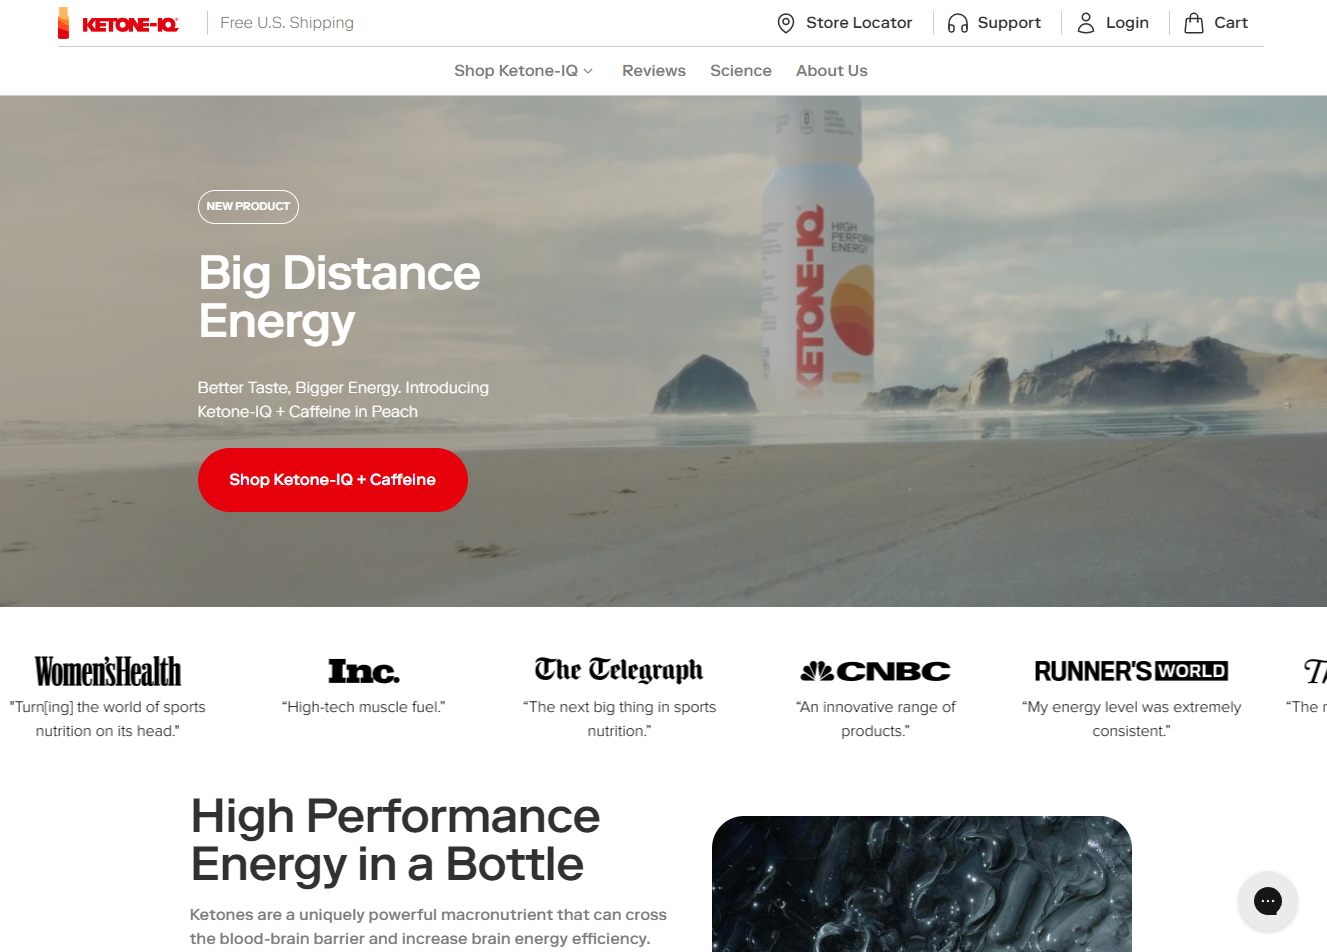 KETONE-IQ
Free U.S. Shipping
Store Locator
Support
Login
Cart
Shop Ketone-IQ
Reviews
Science
About Us
NEW PRODUCT
Big Distance
Energy
Better Taste, Bigger Energy. Introducing
Ketone-IQ + Caffeine in Peach
Shop Ketone-IQ + Caffeine
KETONE-IQ
HIGH
PERFORM
ENERGY
Women'sHealth
"Turn[ing] the world of sports
nutrition on its head."
Inc.
“High-tech muscle fuel.”
The Telegraph
“The next big thing in sports
nutrition.”
CNBC
“An innovative range of
products.”
RUNNER'S WORLD
“My energy level was extremely
consistent.”
“The
High Performance
Energy in a Bottle
Ketones are a uniquely powerful macronutrient that can cross
the blood-brain barrier and increase brain energy efficiency.